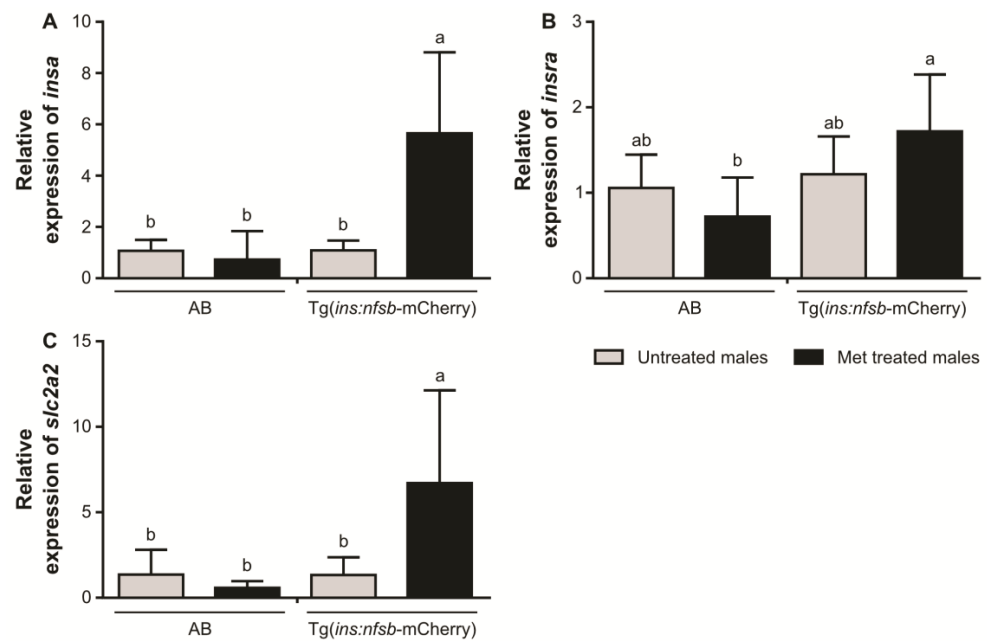 A
Relative
expression of insa
10
8
6
4
2
0
b
b
b
a
AB
Tg(ins:nfsb-mCherry)
B
Relative
expression of insra
3
2
1
0
ab
b
ab
a
AB
Tg(ins:nfsb-mCherry)
Untreated males
Met treated males
C
Relative
expression of slc2a2
15
10
5
0
b
b
b
a
AB
Tg(ins:nfsb-mCherry)